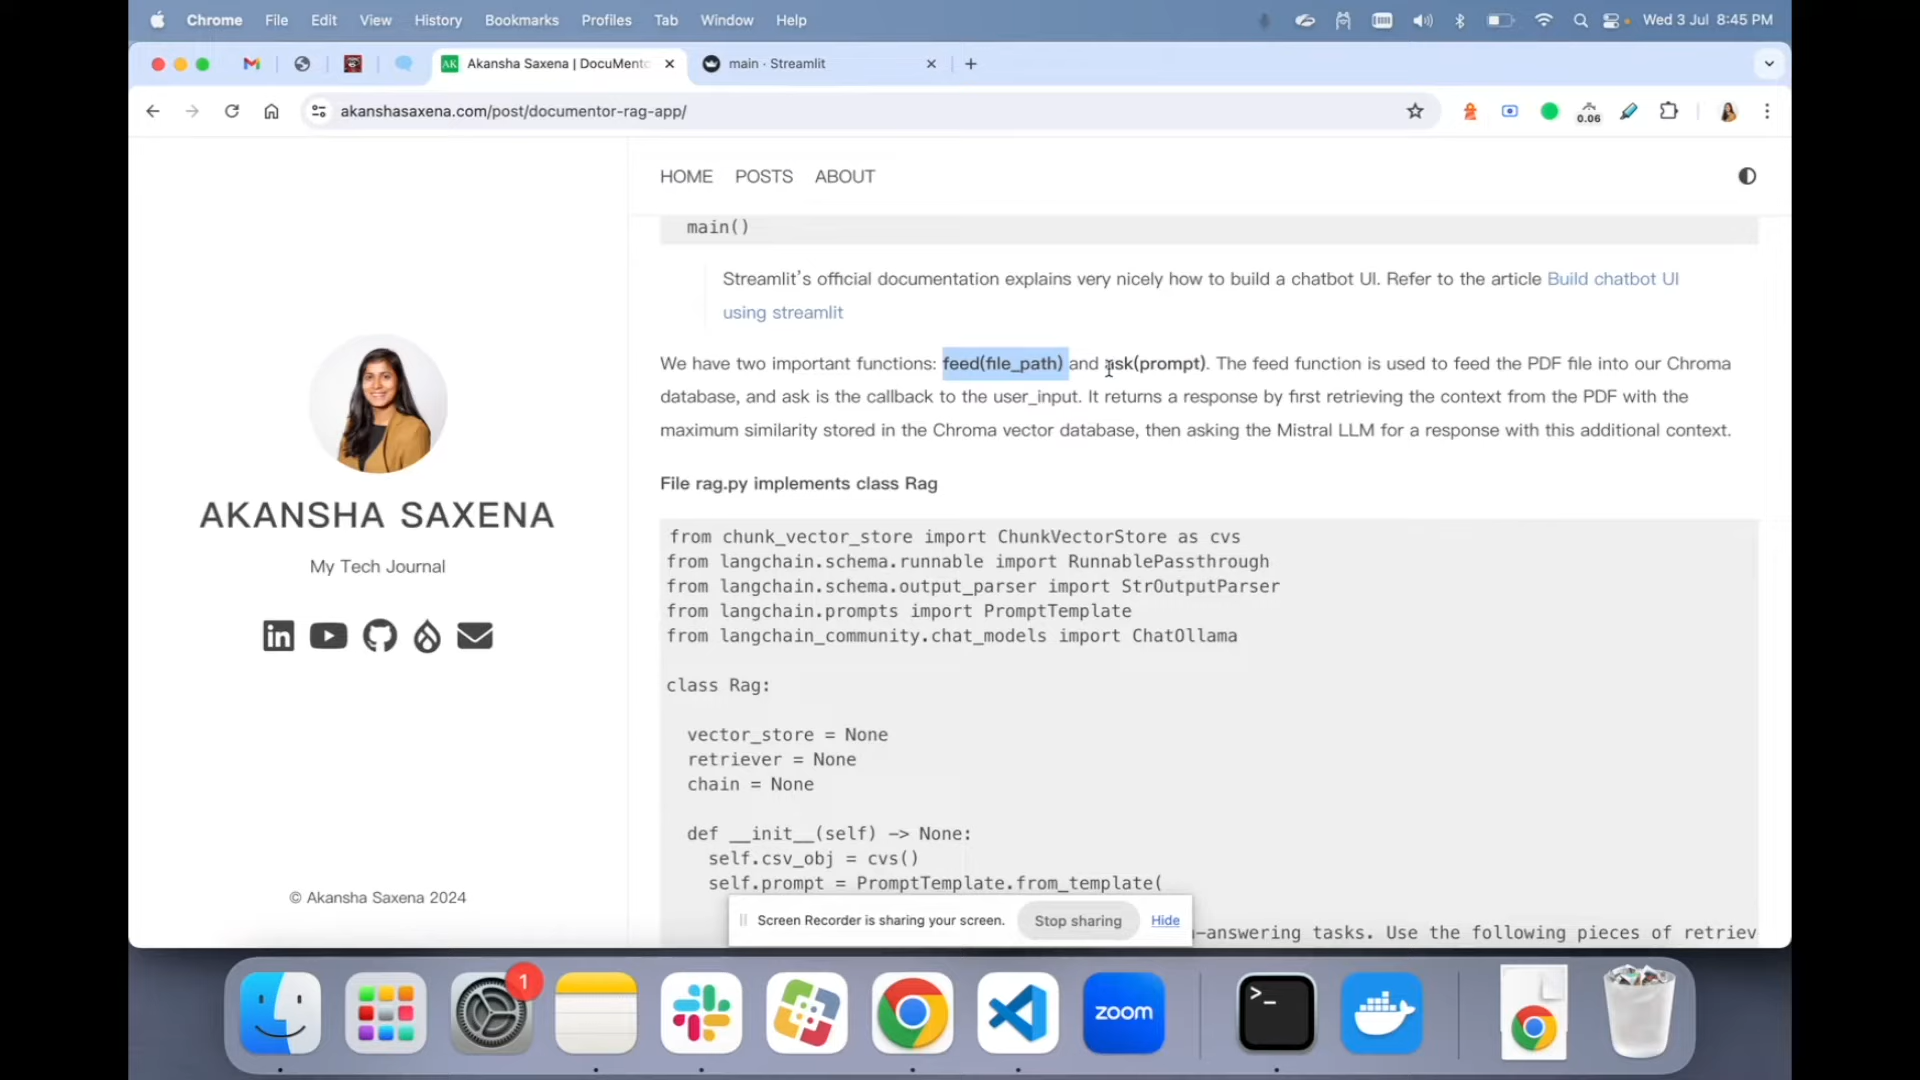 Chrome File Edit View History Bookmarks Profiles Tab Window Help Wed 3 Jul 8:45 PM
Akansha Saxena | DocuMento main · Streamlit
akanshasaxena.com/post/documentor-rag-app/
0.06
HOME POSTS ABOUT
main()
Streamlit's official documentation explains very nicely how to build a chatbot UI. Refer to the article Build chatbot UI
using streamlit
We have two important functions: feed(file_path) and ask(prompt). The feed function is used to feed the PDF file into our Chroma
database, and ask is the callback to the user_input. It returns a response by first retrieving the context from the PDF with the
maximum similarity stored in the Chroma vector database, then asking the Mistral LLM for a response with this additional context.
File rag.py implements class Rag
from chunk_vector_store import ChunkVectorStore as cvs
from langchain.schema.runnable import RunnablePassthrough
from langchain.schema.output_parser import StrOutputParser
from langchain.prompts import PromptTemplate
from langchain_community.chat_models import ChatOllama
class Rag:
vector_store = None
retriever = None
chain = None
def __init__(self) -> None:
self.csv_obj = cvs()
self.prompt = PromptTemplate.from_template(
-answering tasks. Use the following pieces of retriev
AKANSHA SAXENA
My Tech Journal
© Akansha Saxena 2024
Screen Recorder is sharing your screen. Stop sharing Hide
1
zoom